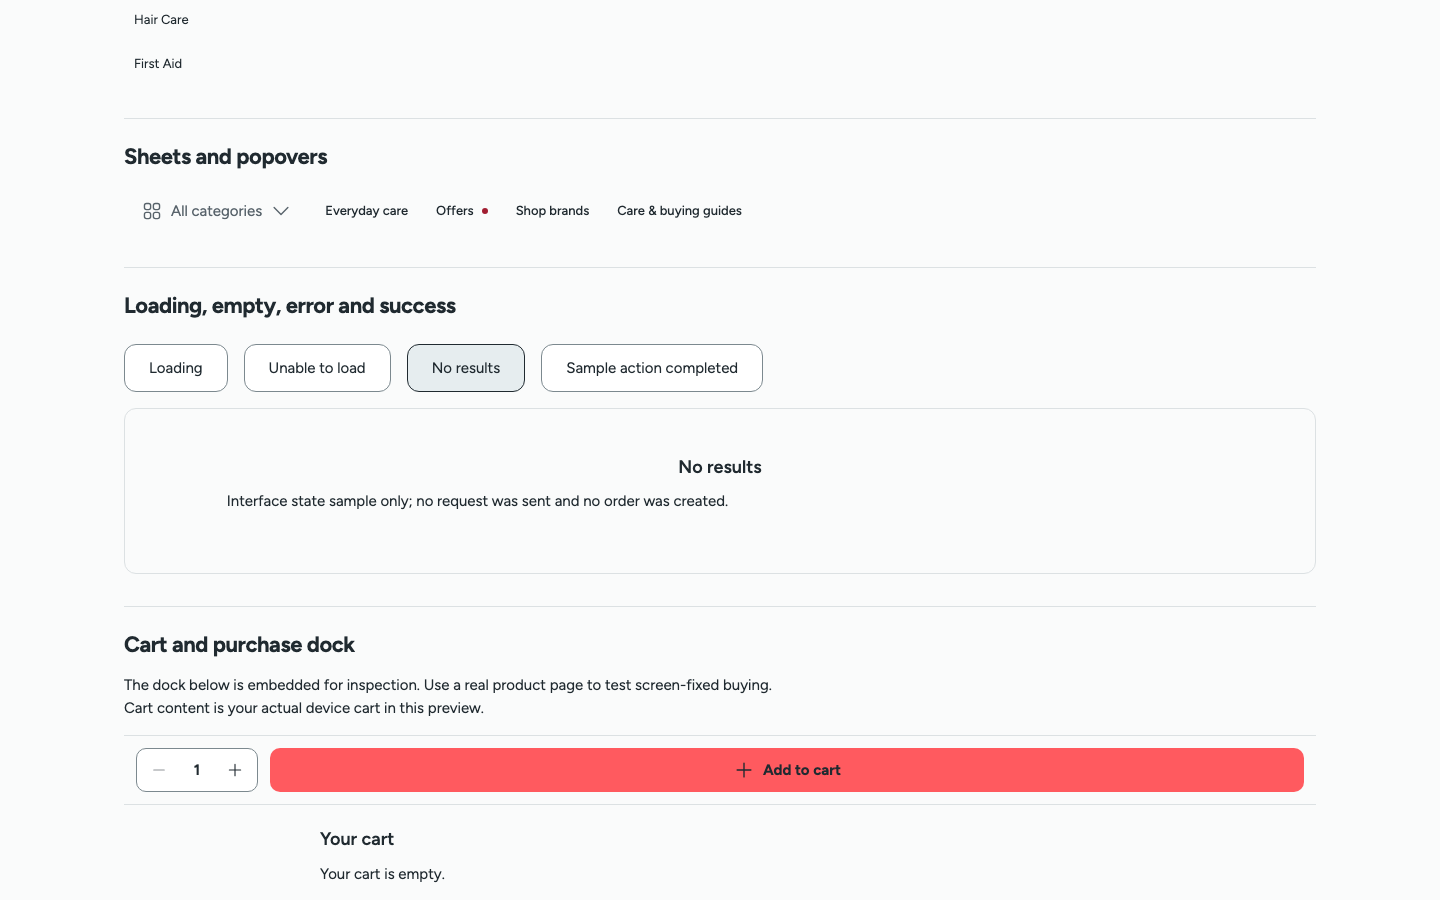 Hair Care
First Aid
Sheets and popovers
All categories Everyday care Offers Shop brands Care & buying guides
Loading, empty, error and success
Loading Unable to load No results Sample action completed
No results
Interface state sample only; no request was sent and no order was created.
Cart and purchase dock
The dock below is embedded for inspection. Use a real product page to test screen-fixed buying.
Cart content is your actual device cart in this preview.
1 Add to cart
Your cart
Your cart is empty.